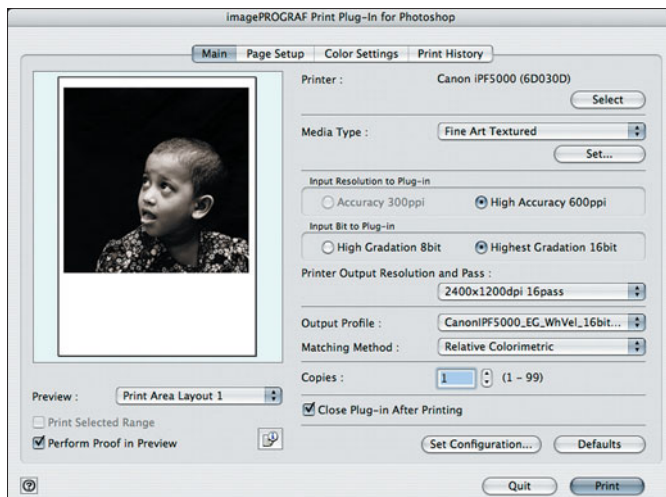 imagePROGRAF Print Plug-In for Photoshop
Main Page Setup Color Settings Print History
Printer : Canon iPF5000 (6D030D)
Select
Media Type : Fine Art Textured
Set...
Input Resolution to Plug-in
Accuracy 300ppi High Accuracy 600ppi
Input Bit to Plug-in
High Gradation 8bit Highest Gradation 16bit
Printer Output Resolution and Pass :
2400x1200dpi 16pass
Output Profile : CanonIPF5000_EG_WhVel_16bit...
Matching Method : Relative Colorimetric
Copies : 1 (1 – 99)
Preview : Print Area Layout 1
Close Plug-in After Printing
Print Selected Range
Perform Proof in Preview
Set Configuration... Defaults
? Quit Print